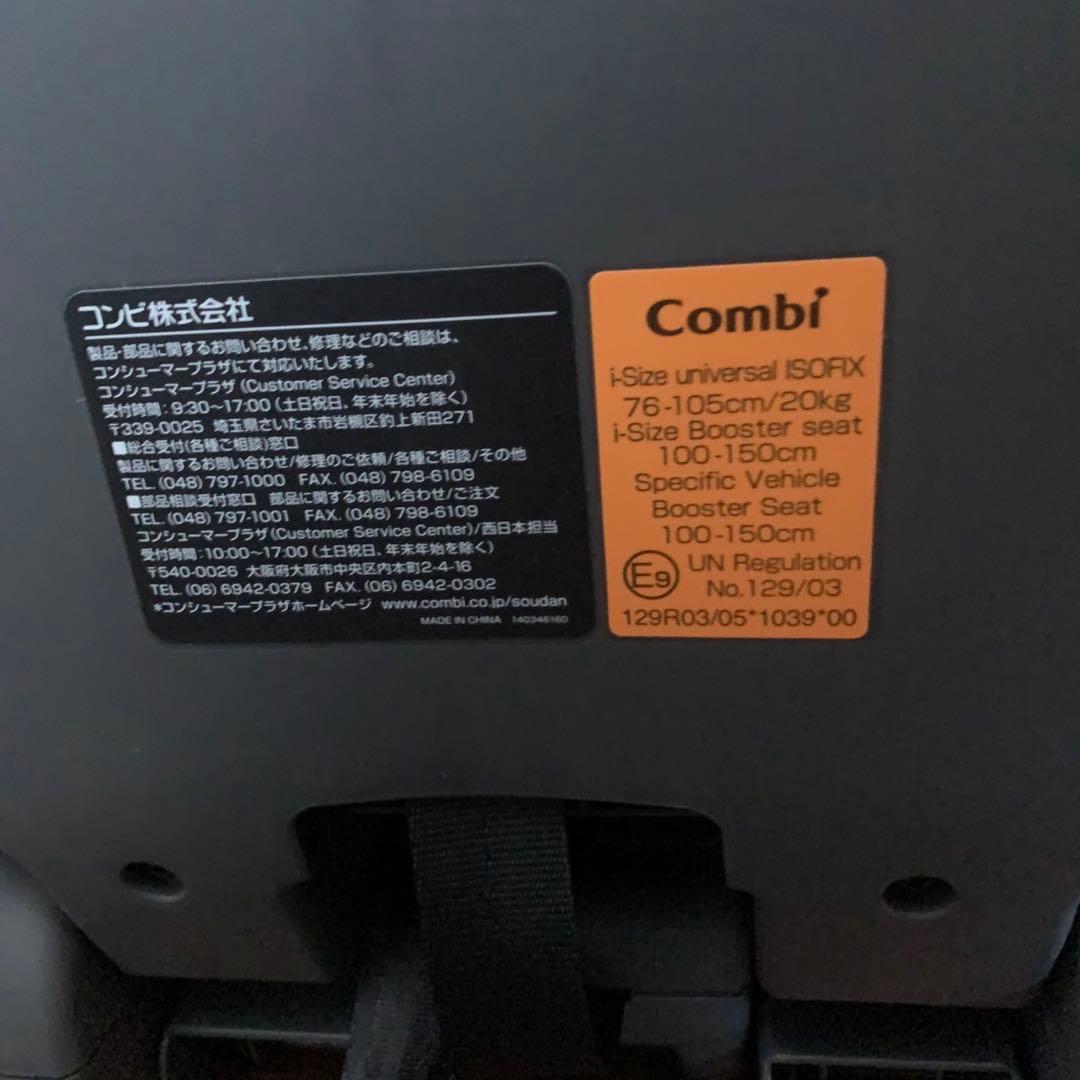 コンビ株式会社
製品・部品に関するお問い合わせ、修理などのご相談は、
コンシューマープラザにて対応いたします。
コンシューマープラザ (Customer Service Center)
受付時間：9:30～17:00 (土日祝日、年末年始を除く)
〒339-0025 埼玉県さいたま市岩槻区釣上新田271
■総合受付(各種ご相談)窓口
製品に関するお問い合わせ/修理のご依頼/各種ご相談/その他
TEL. (048) 797-1000 FAX. (048) 798-6109
■部品相談受付窓口 部品に関するお問い合わせ/ご注文
TEL. (048) 797-1001 FAX. (048) 798-6109
コンシューマープラザ (Customer Service Center)/西日本担当
受付時間：10:00～17:00 (土日祝日、年末年始を除く)
〒540-0026 大阪府大阪市中央区内本町2-4-16
TEL. (06) 6942-0379 FAX. (06) 6942-0302
*コンシューマープラザホームページ www.combi.co.jp/soudan
MADE IN CHINA 140346160
Combi
i-Size universal ISOFIX
76-105cm/20kg
i-Size Booster seat
100-150cm
Specific Vehicle
Booster Seat
100-150cm
E9 UN Regulation
No.129/03
129R03/05*1039*00